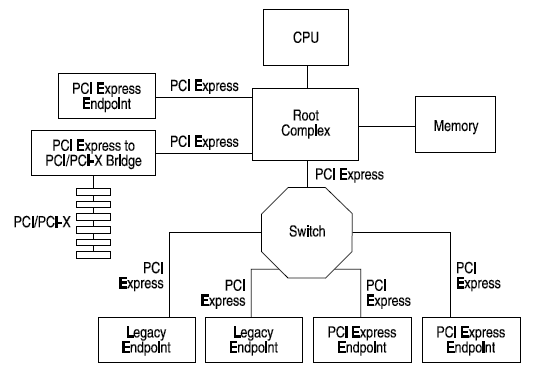 CPU
PCI Express
Endpoint
PCI Express
Root
Complex
Memory
PCI Express to
PCI/PCI-X Bridge
PCI Express
PCI Express
PCI/PCI-X
Switch
PCI
Express
PCI
Express
PCI
Express
PCI
Express
Legacy
Endpoint
Legacy
Endpoint
PCI Express
Endpoint
PCI Express
Endpoint